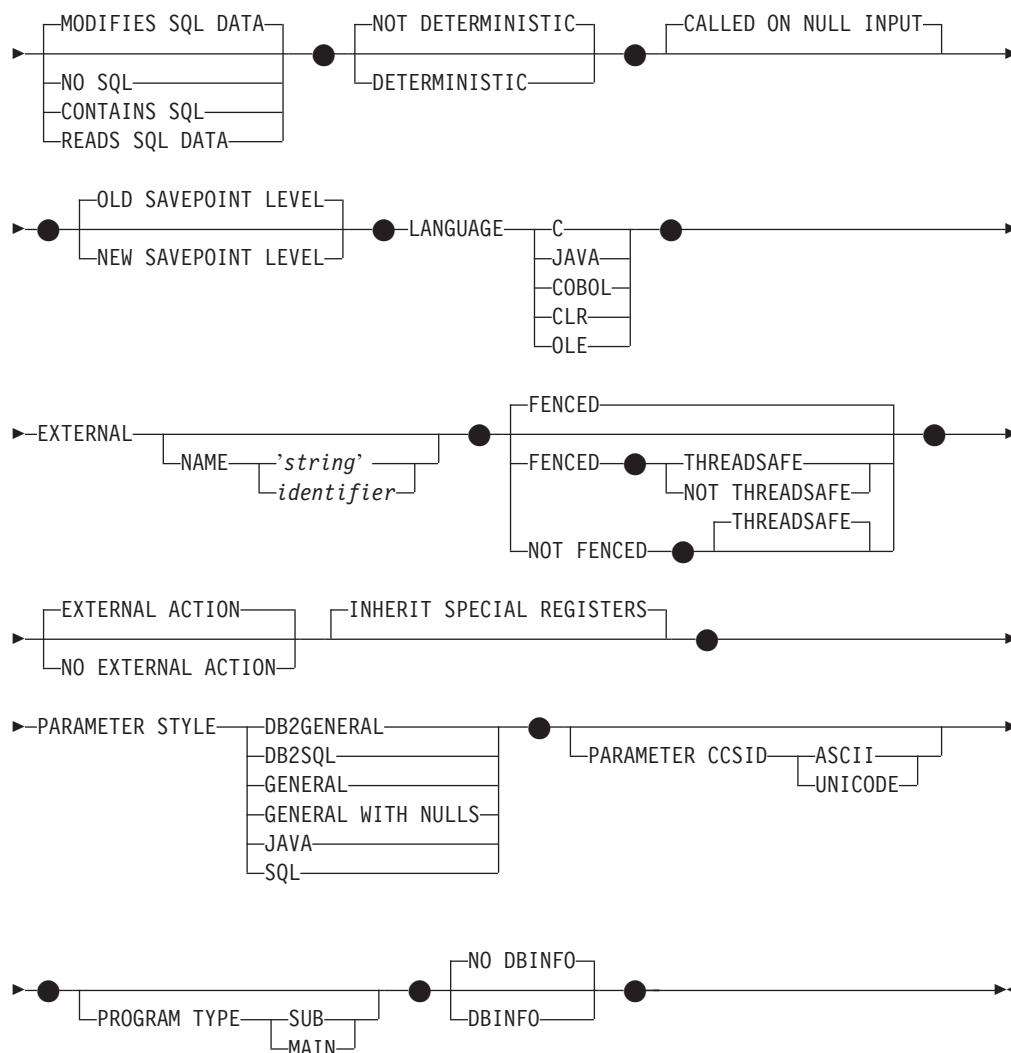 MODIFIES SQL DATA NOT DETERMINISTIC CALLED ON NULL INPUT
NO SQL DETERMINISTIC
CONTAINS SQL
READS SQL DATA
OLD SAVEPOINT LEVEL
LANGUAGE C
NEW SAVEPOINT LEVEL JAVA
COBOL
CLR
OLE
FENCED
EXTERNAL
NAME 'string' FENCED THREADSAFE
identifier NOT THREADSAFE
THREADSAFE
NOT FENCED
EXTERNAL ACTION INHERIT SPECIAL REGISTERS
NO EXTERNAL ACTION
PARAMETER STYLE DB2GENERAL
DB2SQL PARAMETER CCSID ASCII
GENERAL UNICODE
GENERAL WITH NULLS
JAVA
SQL
NO DBINFO
PROGRAM TYPE SUB DBINFO
MAIN